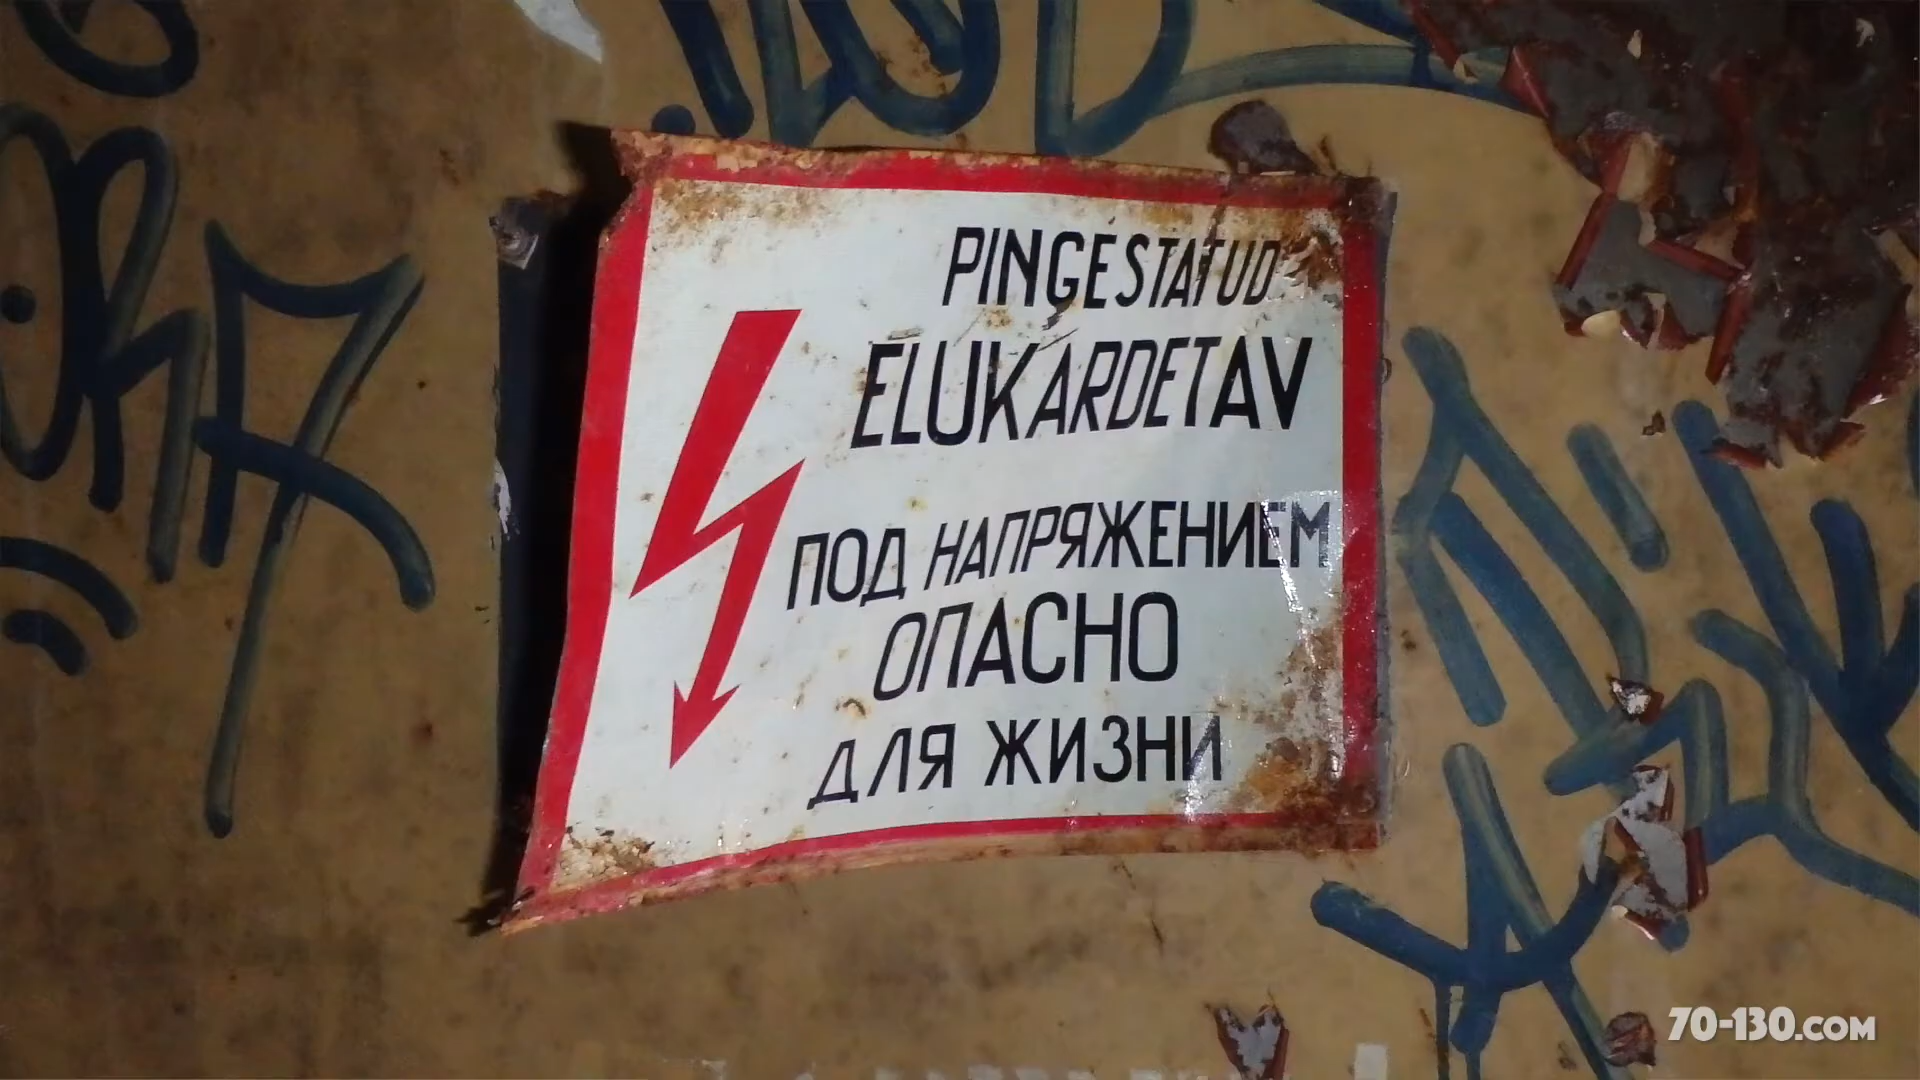 PINGESTATUD
ELUKARDETAV
ПОД НАПРЯЖЕНИЕМ
ОПАСНО
ДЛЯ ЖИЗНИ
70-130.COM